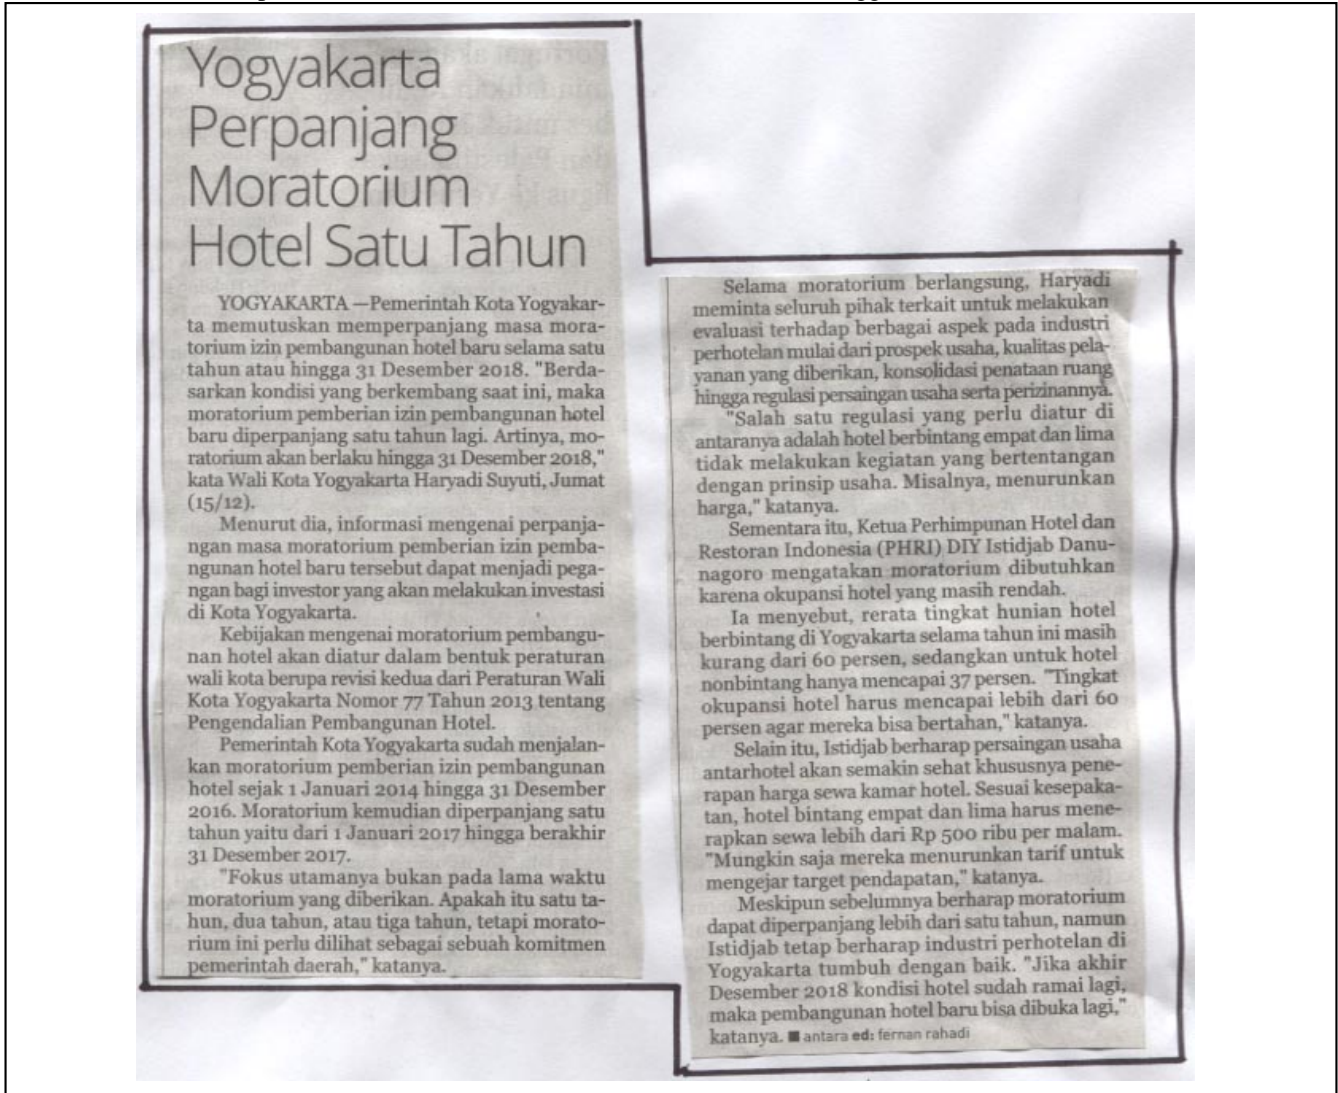 Yogyakarta
Perpanjang
Moratorium
Hotel Satu Tahun
YOGYAKARTA —Pemerintah Kota Yogyakar-
ta memutuskan memperpanjang masa mora-
torium izin pembangunan hotel baru selama satu
tahun atau hingga 31 Desember 2018. "Berda-
sarkan kondisi yang berkembang saat ini, maka
moratorium pemberian izin pembangunan hotel
baru diperpanjang satu tahun lagi. Artinya, mo-
ratorium akan berlaku hingga 31 Desember 2018,"
kata Wali Kota Yogyakarta Haryadi Suyuti, Jumat
(15/12).
Menurut dia, informasi mengenai perpanja-
ngan masa moratorium pemberian izin pemba-
ngunan hotel baru tersebut dapat menjadi pega-
ngan bagi investor yang akan melakukan investasi
di Kota Yogyakarta.
Kebijakan mengenai moratorium pembangu-
nan hotel akan diatur dalam bentuk peraturan
wali kota berupa revisi kedua dari Peraturan Wali
Kota Yogyakarta Nomor 77 Tahun 2013 tentang
Pengendalian Pembangunan Hotel.
Pemerintah Kota Yogyakarta sudah menjalan-
kan moratorium pemberian izin pembangunan
hotel sejak 1 Januari 2014 hingga 31 Desember
2016. Moratorium kemudian diperpanjang satu
tahun yaitu dari 1 Januari 2017 hingga berakhir
31 Desember 2017.
"Fokus utamanya bukan pada lama waktu
moratorium yang diberikan. Apakah itu satu ta-
hun, dua tahun, atau tiga tahun, tetapi morato-
rium ini perlu dilihat sebagai sebuah komitmen
pemerintah daerah," katanya.
Selama moratorium berlangsung, Haryadi
meminta seluruh pihak terkait untuk melakukan
evaluasi terhadap berbagai aspek pada industri
perhotelan mulai dari prospek usaha, kualitas pela-
yanan yang diberikan, konsolidasi penataan ruang
hingga regulasi persaingan usaha serta perizinannya.
"Salah satu regulasi yang perlu diatur di
antaranya adalah hotel berbintang empat dan lima
tidak melakukan kegiatan yang bertentangan
dengan prinsip usaha. Misalnya, menurunkan
harga," katanya.
Sementara itu, Ketua Perhimpunan Hotel dan
Restoran Indonesia (PHRI) DIY Istidjab Danu-
nagoro mengatakan moratorium dibutuhkan
karena okupansi hotel yang masih rendah.
Ia menyebut, rerata tingkat hunian hotel
berbintang di Yogyakarta selama tahun ini masih
kurang dari 60 persen, sedangkan untuk hotel
nonbintang hanya mencapai 37 persen. "Tingkat
okupansi hotel harus mencapai lebih dari 60
persen agar mereka bisa bertahan," katanya.
Selain itu, Istidjab berharap persaingan usaha
antarhotel akan semakin sehat khususnya pene-
rapan harga sewa kamar hotel. Sesuai kesepaka-
tan, hotel bintang empat dan lima harus mene-
rapkan sewa lebih dari Rp 500 ribu per malam.
"Mungkin saja mereka menurunkan tarif untuk
mengejar target pendapatan," katanya.
Meskipun sebelumnya berharap moratorium
dapat diperpanjang lebih dari satu tahun, namun
Istidjab tetap berharap industri perhotelan di
Yogyakarta tumbuh dengan baik. "Jika akhir
Desember 2018 kondisi hotel sudah ramai lagi,
maka pembangunan hotel baru bisa dibuka lagi,"
katanya. ■ antara ed: fernan rahadi